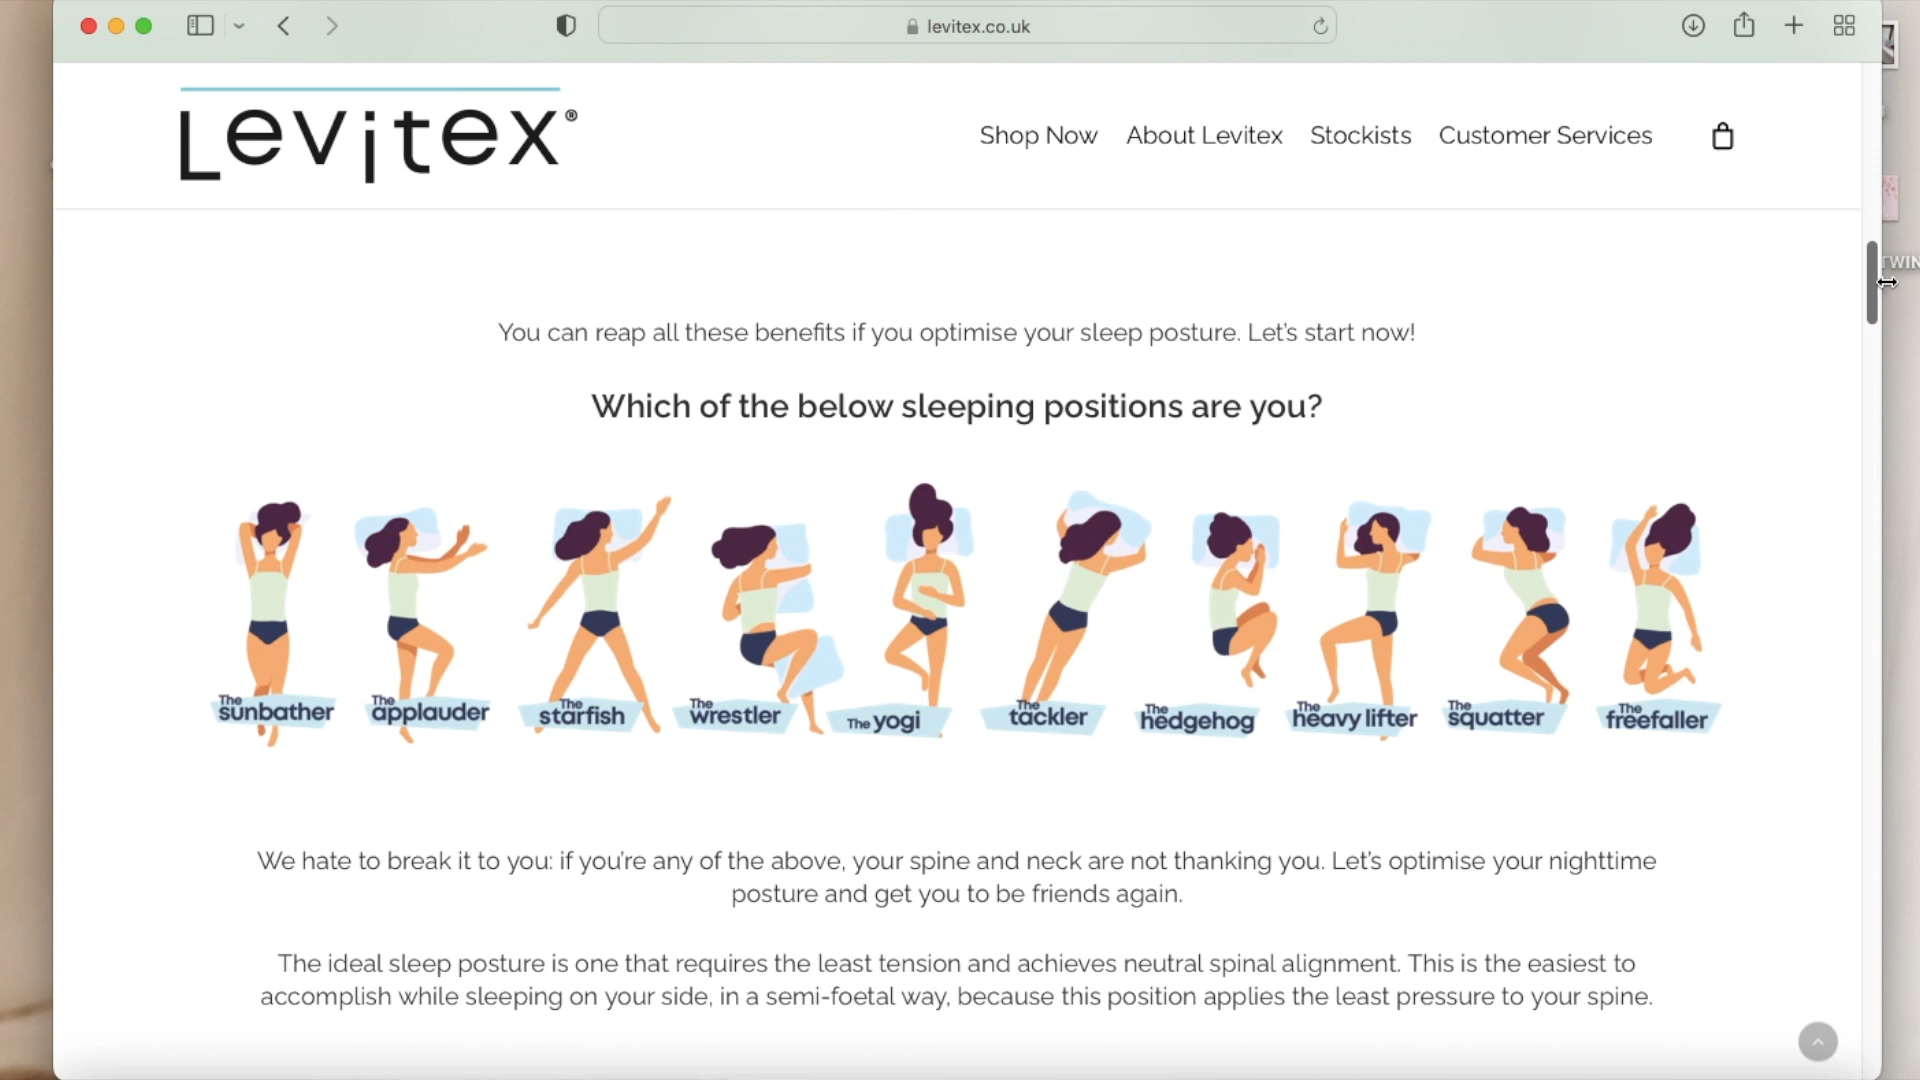 levitex.co.uk
Levitex®
Shop Now About Levitex Stockists Customer Services
TWIN
You can reap all these benefits if you optimise your sleep posture. Let's start now!
Which of the below sleeping positions are you?
The sunbather
The applauder
The starfish
The wrestler
The yogi
The tackler
The hedgehog
The heavy lifter
The squatter
The freefaller
We hate to break it to you: if you're any of the above, your spine and neck are not thanking you. Let's optimise your nighttime
posture and get you to be friends again.
The ideal sleep posture is one that requires the least tension and achieves neutral spinal alignment. This is the easiest to
accomplish while sleeping on your side, in a semi-foetal way, because this position applies the least pressure to your spine.